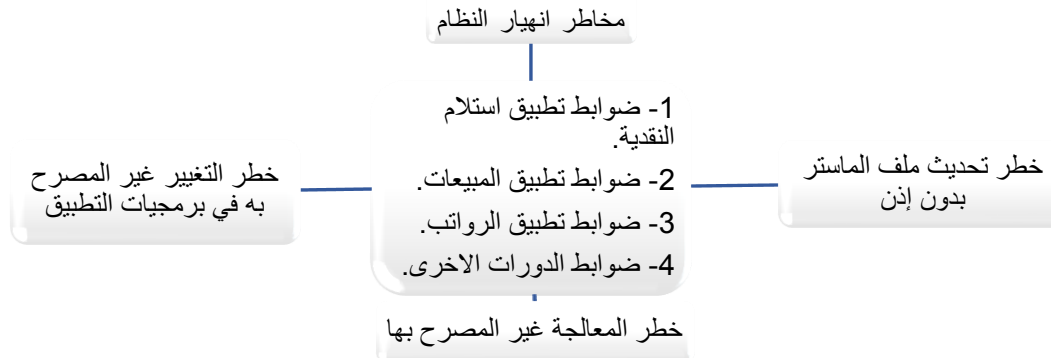 مخاطر انهيار النظام
1- ضوابط تطبيق استلام
النقدية.
2- ضوابط تطبيق المبيعات.
3- ضوابط تطبيق الرواتب.
4- ضوابط الدورات الاخرى.
خطر تحديث ملف الماستر
بدون إذن
خطر التغيير غير المصرح
به في برمجيات التطبيق
خطر المعالجة غير المصرح بها